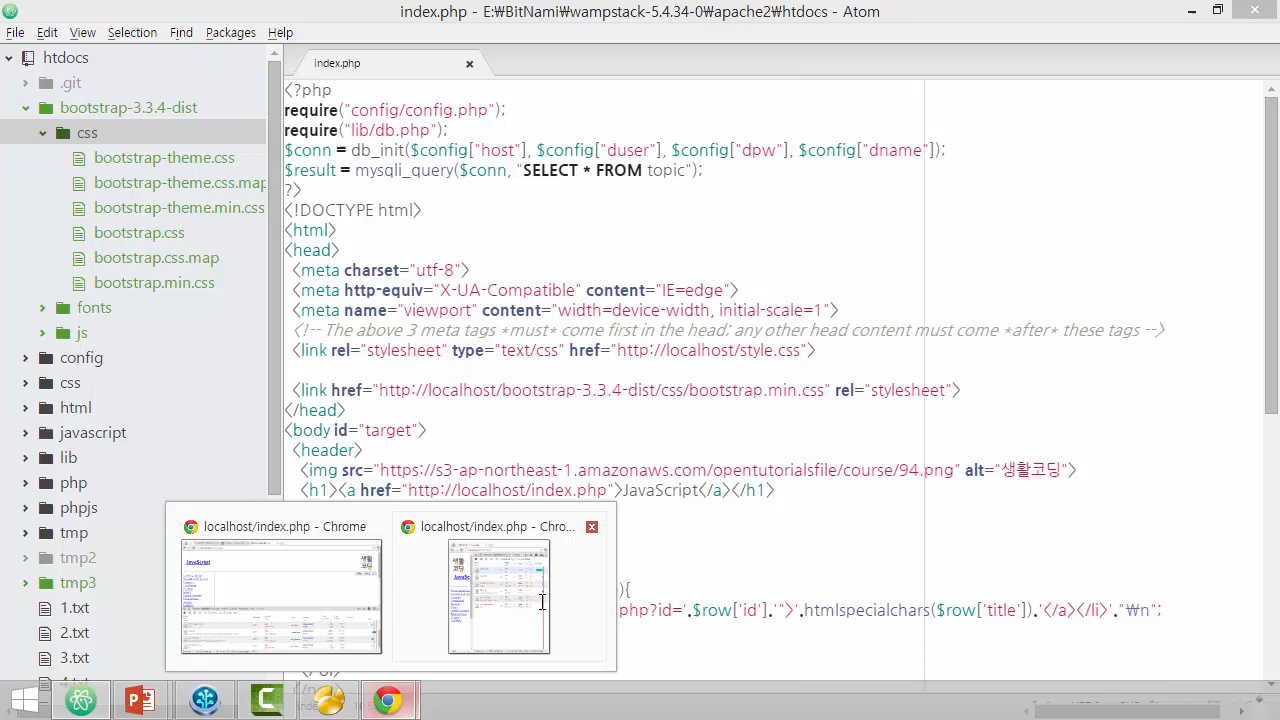 index.php - E:₩BitNami₩wampstack-5.4.34-0₩apache2₩htdocs - Atom
File Edit View Selection Find Packages Help
htdocs
.git
bootstrap-3.3.4-dist
css
bootstrap-theme.css
bootstrap-theme.css.map
bootstrap-theme.min.css
bootstrap.css
bootstrap.css.map
bootstrap.min.css
fonts
js
config
css
html
javascript
lib
php
phpjs
tmp
tmp2
tmp3
1.txt
2.txt
3.txt
index.php
<?php
require("config/config.php");
require("lib/db.php");
$conn = db_init($config["host"], $config["duser"], $config["dpw"], $config["dname"]);
$result = mysqli_query($conn, "SELECT * FROM topic");
?>
<!DOCTYPE html>
<html>
<head>
<meta charset="utf-8">
<meta http-equiv="X-UA-Compatible" content="IE=edge">
<meta name="viewport" content="width=device-width, initial-scale=1">
<!-- The above 3 meta tags *must* come first in the head; any other head content must come *after* these tags -->
<link rel="stylesheet" type="text/css" href="http://localhost/style.css">
<link href="http://localhost/bootstrap-3.3.4-dist/css/bootstrap.min.css" rel="stylesheet">
</head>
<body id="target">
<header>
<img src="https://s3-ap-northeast-1.amazonaws.com/opentutorialsfile/course/94.png" alt="생활코딩">
<h1><a href="http://localhost/index.php">JavaScript</a></h1>
){
php?id='.$row['id'].'">'.htmlspecialchars($row['title']).'</a></li>'."₩n";
localhost/index.php - Chrome
localhost/index.php - Chro...
JavaScript
생활
코딩
생활
코딩